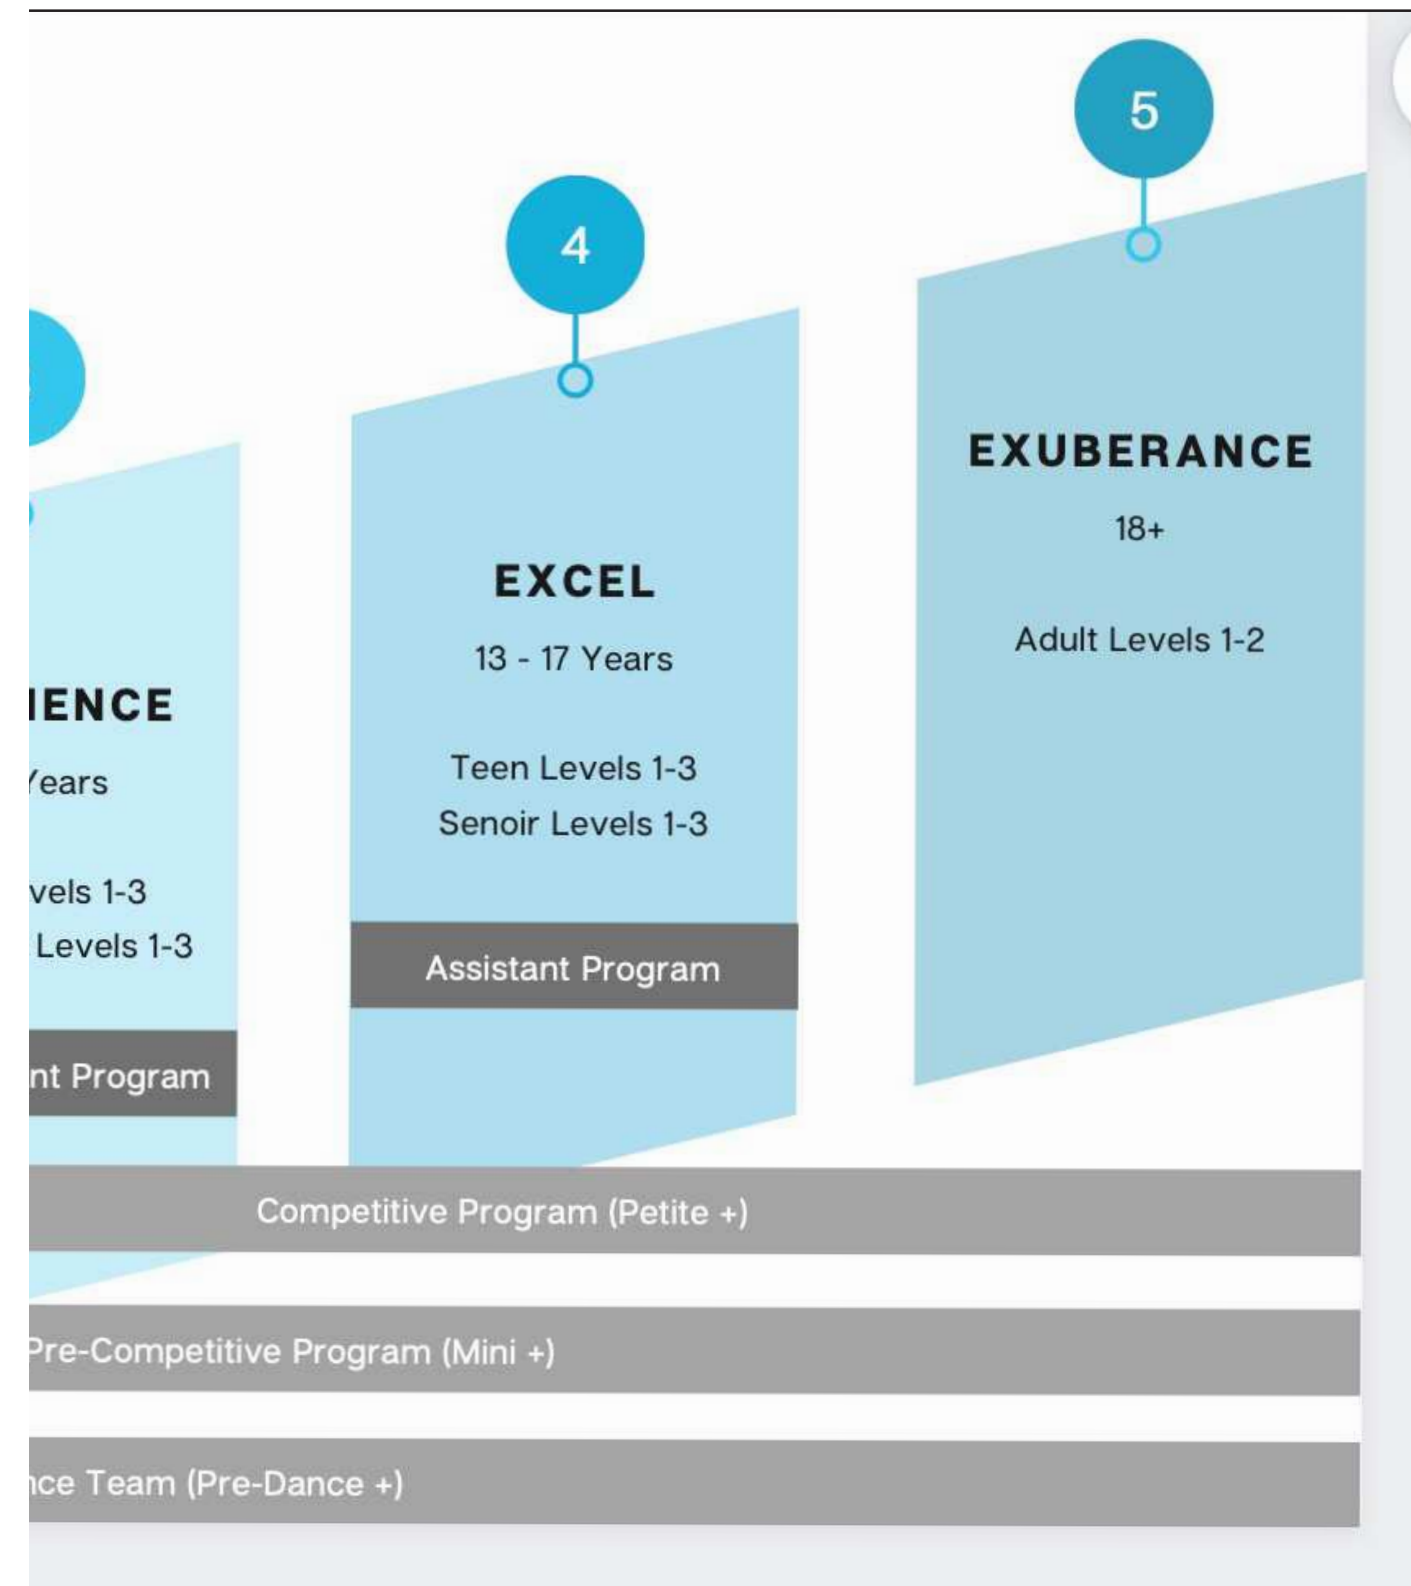 5
4
EXUBERANCE
18+
Adult Levels 1-2
EXCEL
13 - 17 Years
Teen Levels 1-3
Senoir Levels 1-3
Assistant Program
IENCE
Years
vels 1-3
Levels 1-3
nt Program
Competitive Program (Petite +)
Pre-Competitive Program (Mini +)
nce Team (Pre-Dance +)